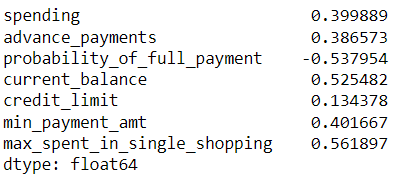 spending 0.399889
advance_payments 0.386573
probability_of_full_payment -0.537954
current_balance 0.525482
credit_limit 0.134378
min_payment_amt 0.401667
max_spent_in_single_shopping 0.561897
dtype: float64